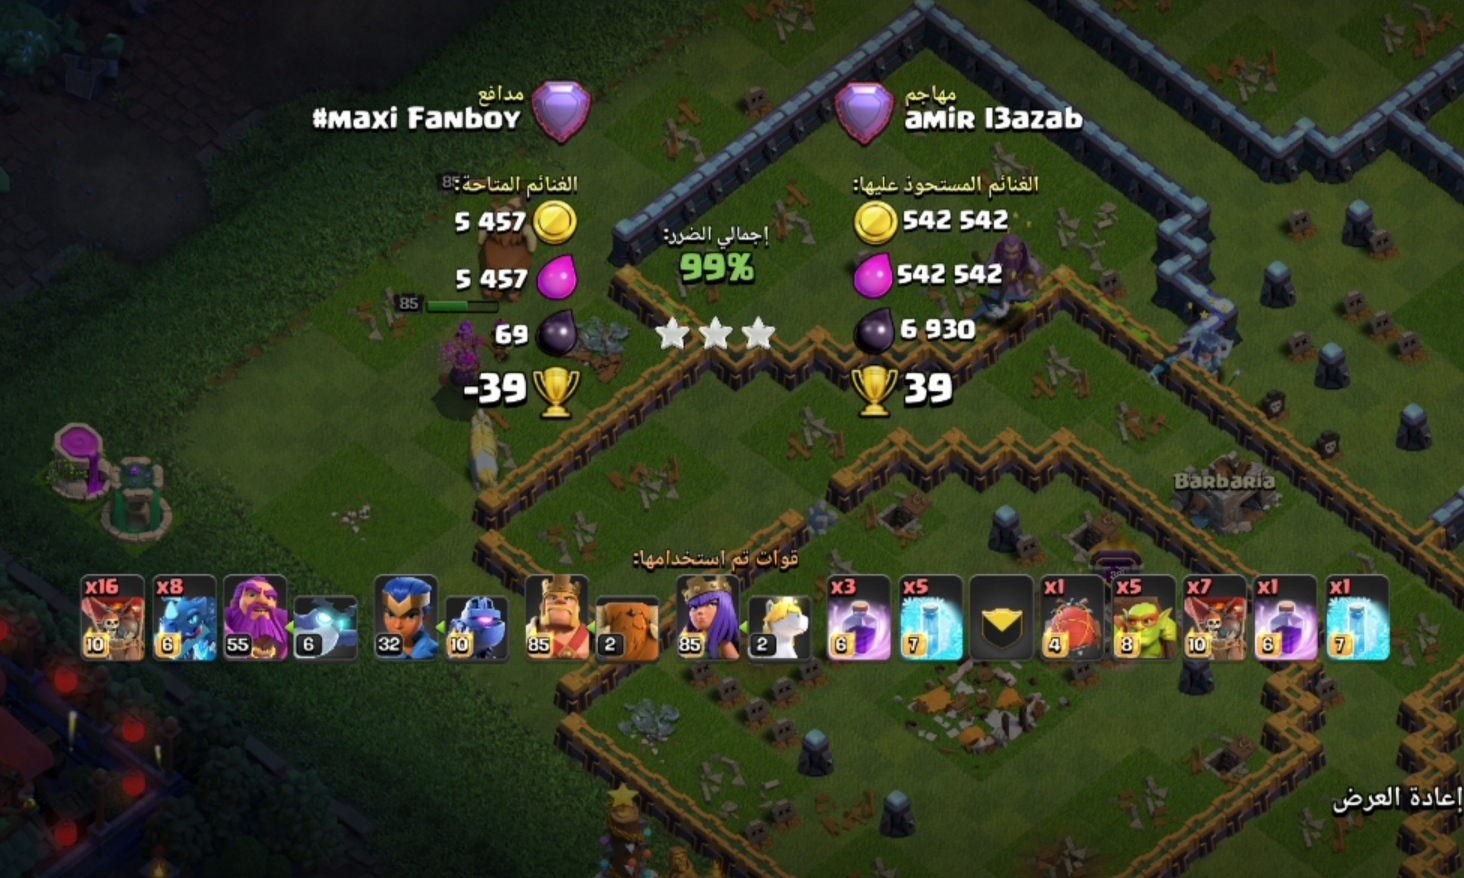 مدافع
#maxi Fanboy
مهاجم
amir l3azab
الغنائم المتاحة:
5 457
5 457
69
-39
إجمالي الضرر:
99%
الغنائم المستحوذ عليها:
542 542
542 542
6 930
39
85
85
Barbaria
قوات تم استخدامها:
x16 x8 x3 x5 x1 x5 x7 x1 x1
10 6 55 6 32 10 85 2 85 2 6 7 4 8 10 6 7
إعادة العرض